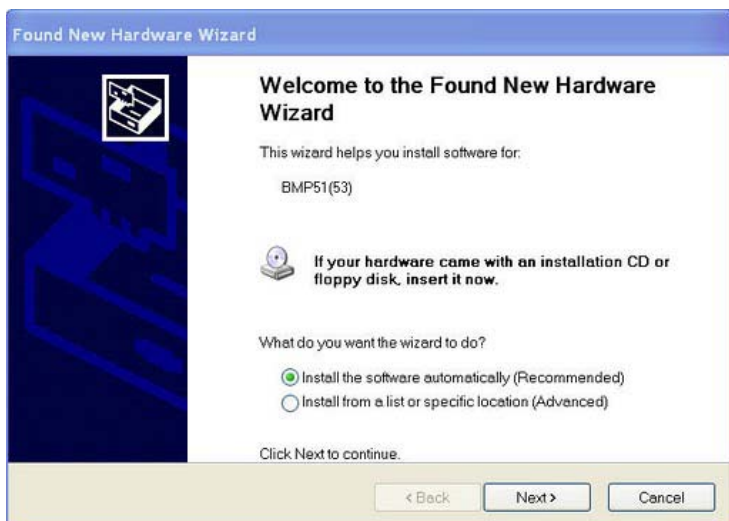 Found New Hardware Wizard
Welcome to the Found New Hardware
Wizard
This wizard helps you install software for:
BMP51(53)
If your hardware came with an installation CD or
floppy disk, insert it now.
What do you want the wizard to do?
Install the software automatically (Recommended)
Install from a list or specific location (Advanced)
Click Next to continue.
< Back
Next >
Cancel